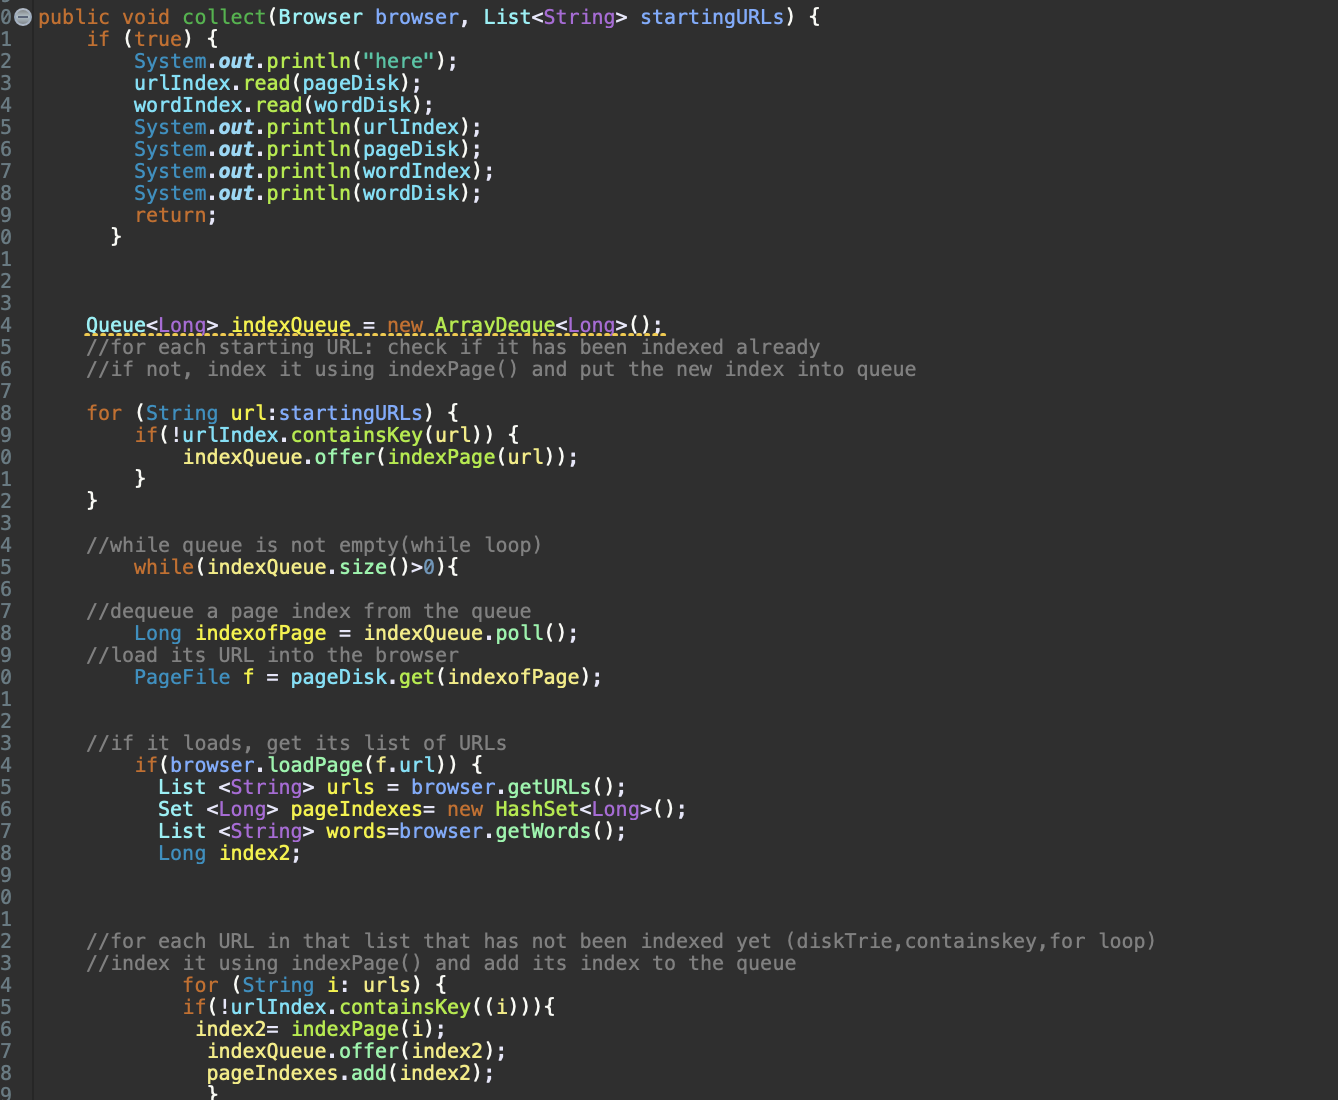 0 public void collect(Browser browser, List<String> startingURLs) {
1 if (true) {
2 System.out.println("here");
3 urlIndex.read(pageDisk);
4 wordIndex.read(wordDisk);
5 System.out.println(urlIndex);
6 System.out.println(pageDisk);
7 System.out.println(wordIndex);
8 System.out.println(wordDisk);
9 return;
0 }
1
2
3
4 Queue<Long> indexQueue = new ArrayDeque<Long>();
5 //for each starting URL: check if it has been indexed already
6 //if not, index it using indexPage() and put the new index into queue
7
8 for (String url:startingURLs) {
9 if(!urlIndex.containsKey(url)) {
0 indexQueue.offer(indexPage(url));
1 }
2 }
3
4 //while queue is not empty(while loop)
5 while(indexQueue.size()>0){
6
7 //dequeue a page index from the queue
8 Long indexofPage = indexQueue.poll();
9 //load its URL into the browser
0 PageFile f = pageDisk.get(indexofPage);
1
2
3 //if it loads, get its list of URLs
4 if(browser.loadPage(f.url)) {
5 List <String> urls = browser.getURLs();
6 Set <Long> pageIndexes= new HashSet<Long>();
7 List <String> words=browser.getWords();
8 Long index2;
9
0
1
2 //for each URL in that list that has not been indexed yet (diskTrie,containskey,for loop)
3 //index it using indexPage() and add its index to the queue
4 for (String i: urls) {
5 if(!urlIndex.containsKey((i))){
6 index2= indexPage(i);
7 indexQueue.offer(index2);
8 pageIndexes.add(index2);
9 }